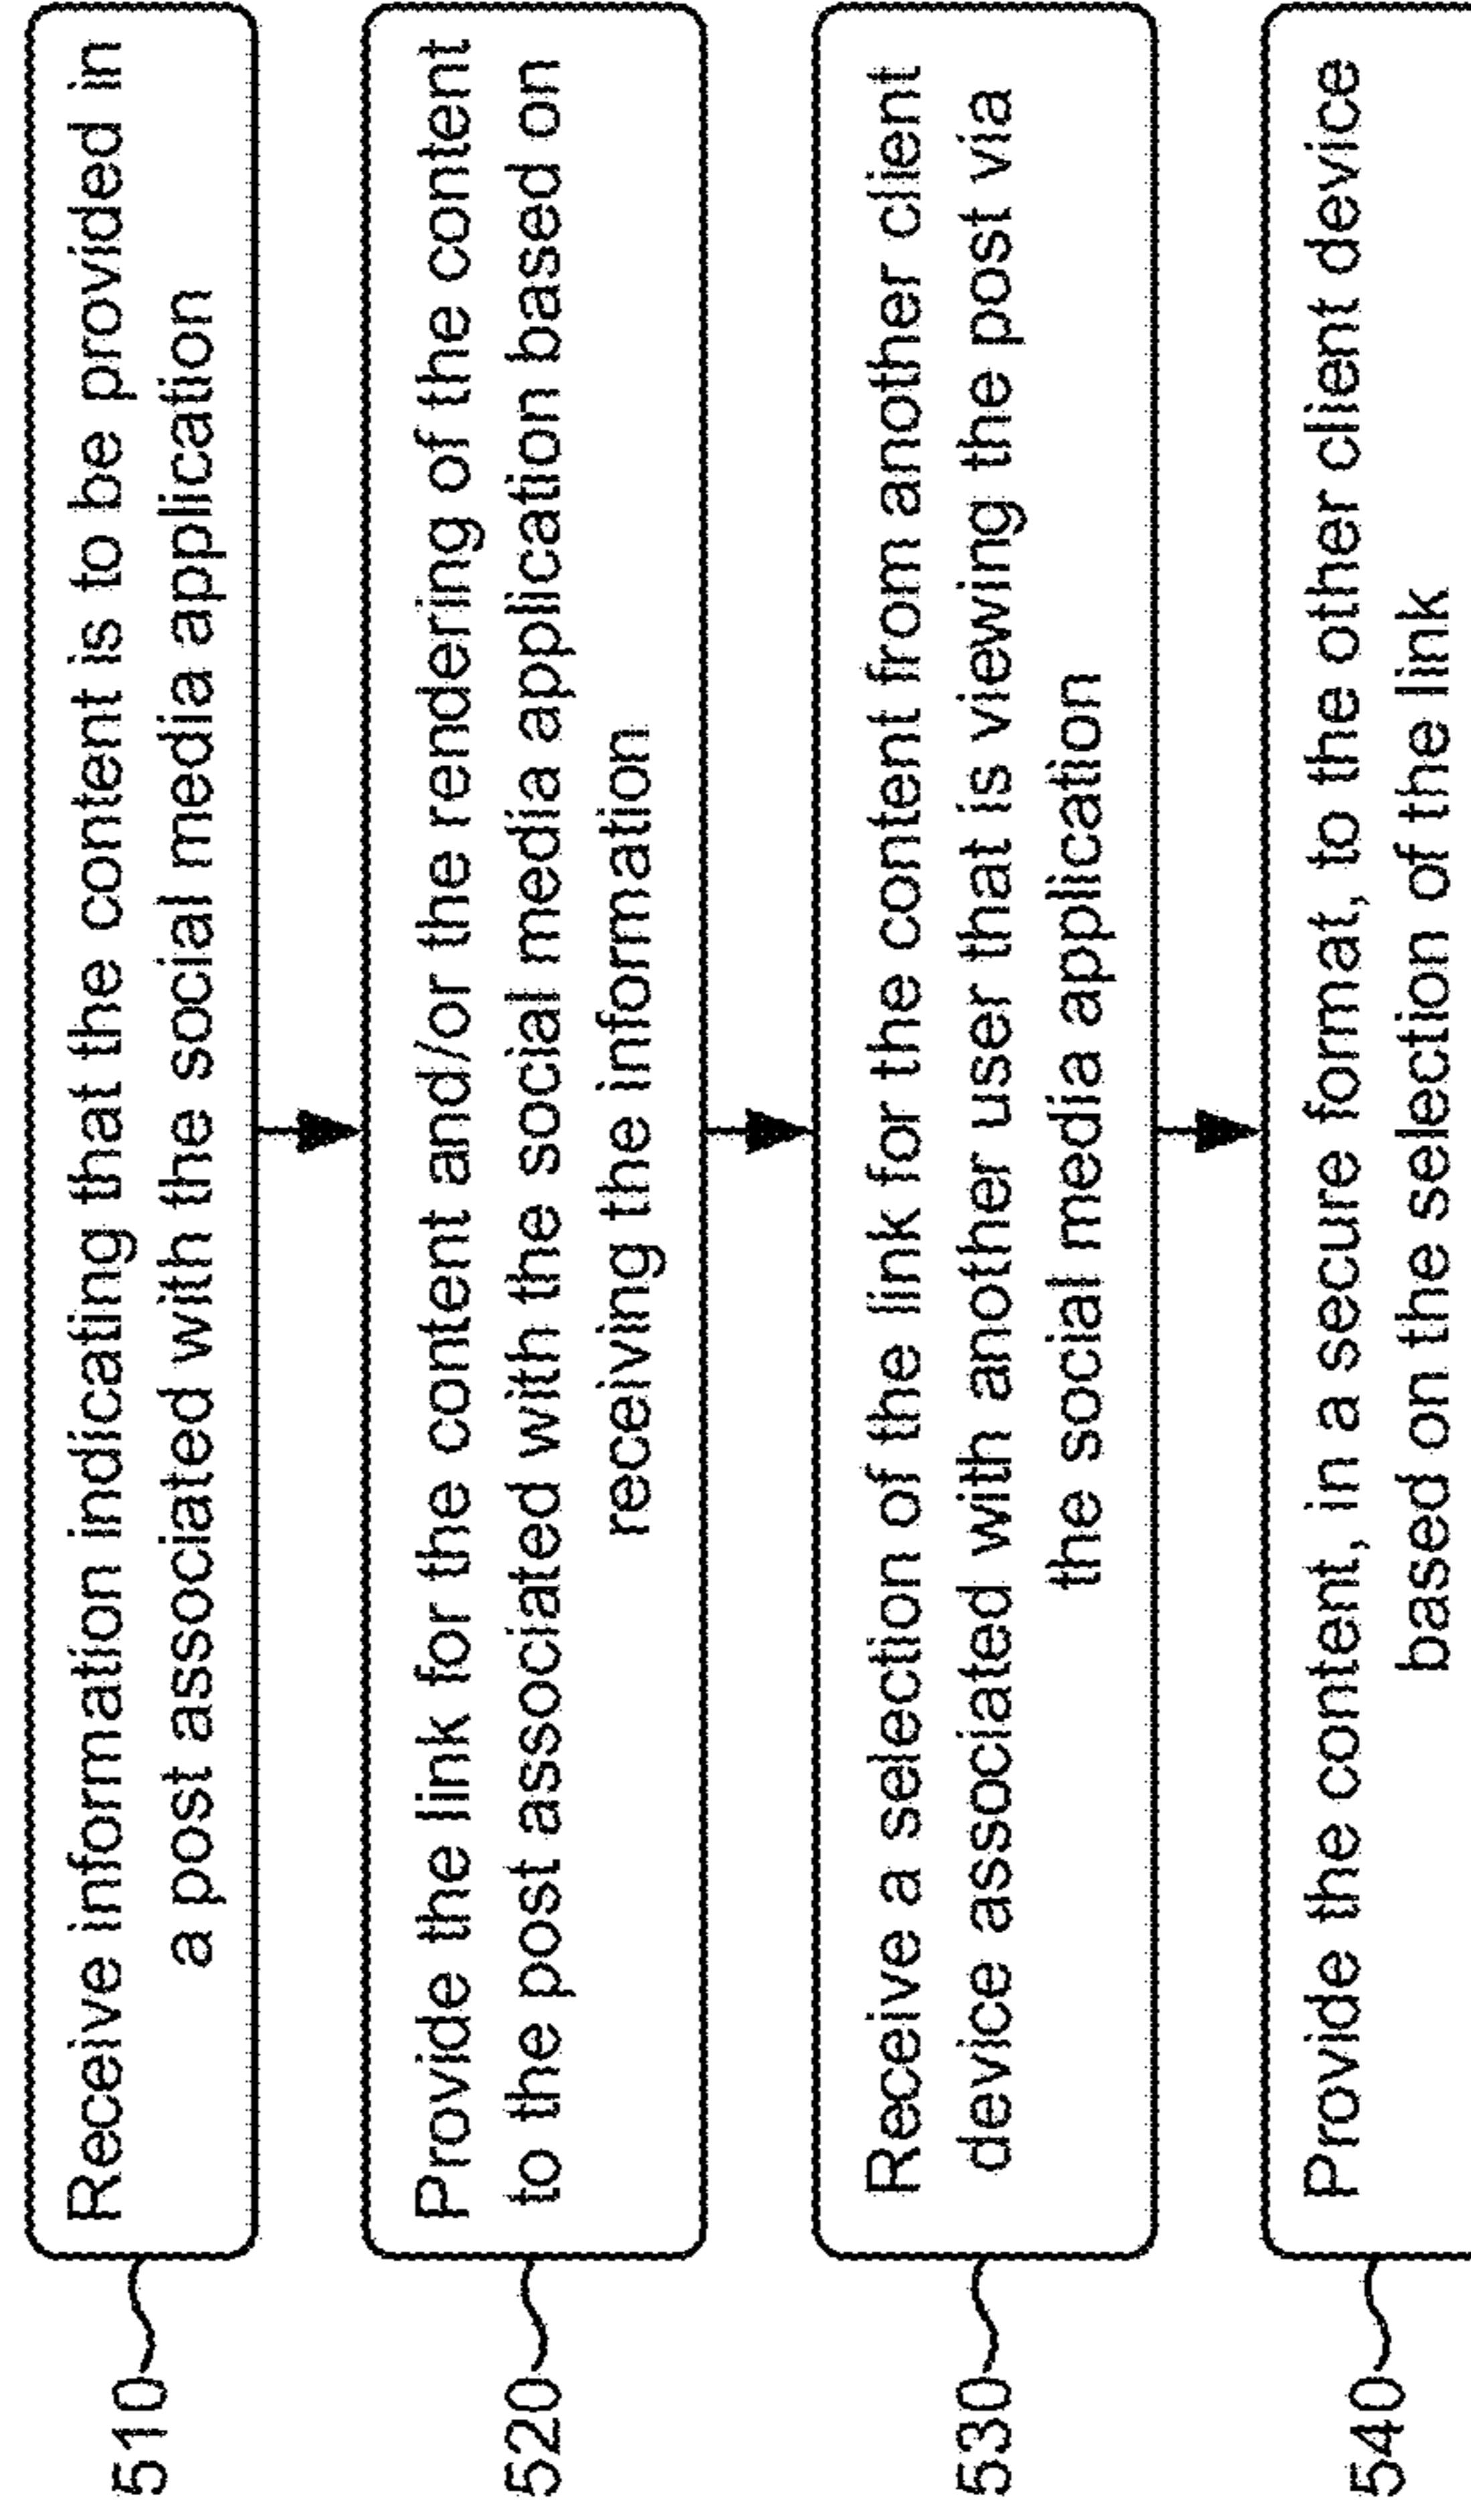 510
Receive information indicating that the content is to be provided in
a post associated with the social media application
520
Provide the link for the content and/or the rendering of the content
to the post associated with the social media application based on
receiving the information
530
Receive a selection of the link for the content from another client
device associated with another user that is viewing the post via
the social media application
540
Provide the content, in a secure format, to the other client device
based on the selection of the link